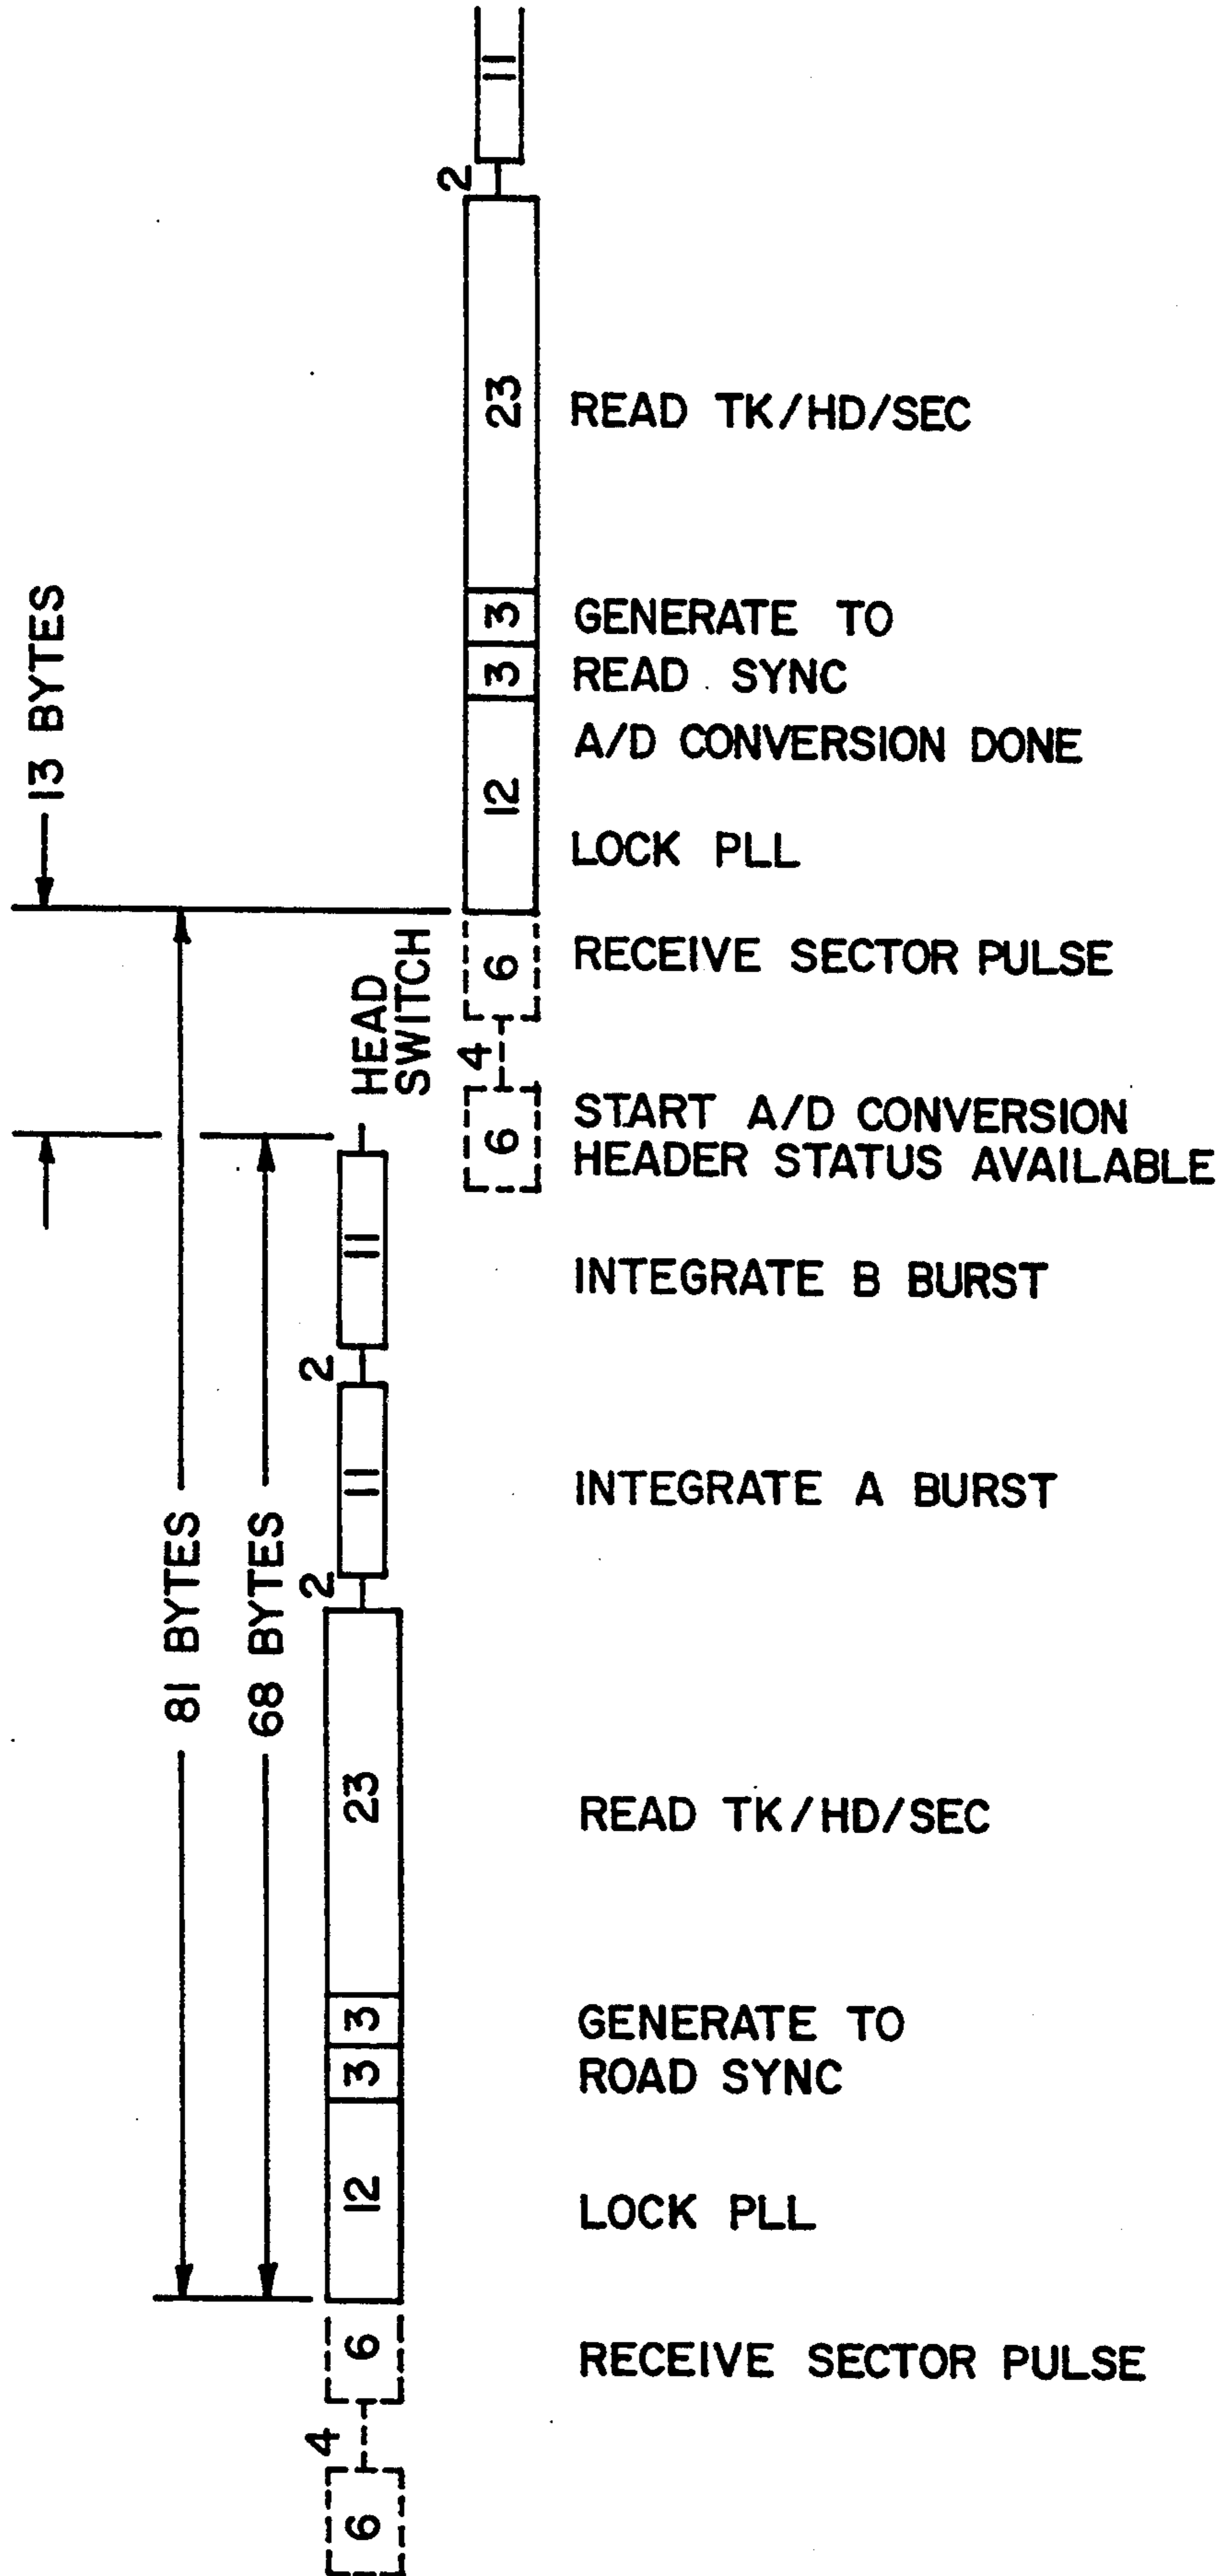 11
2
23
READ TK/HD/SEC
13 BYTES
3
GENERATE TO
3
READ SYNC
A/D CONVERSION DONE
12
LOCK PLL
HEAD
SWITCH
6
RECEIVE SECTOR PULSE
4
6
START A/D CONVERSION
HEADER STATUS AVAILABLE
11
INTEGRATE B BURST
2
11
INTEGRATE A BURST
81 BYTES
68 BYTES
2
23
READ TK/HD/SEC
3
GENERATE TO
3
ROAD SYNC
12
LOCK PLL
6
RECEIVE SECTOR PULSE
4
6